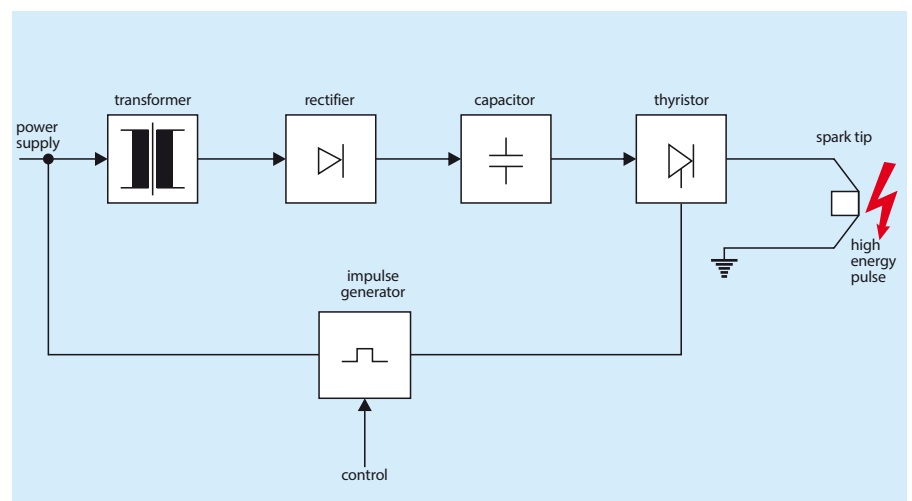 transformer
rectifier
capacitor
thyristor
power
supply
spark tip
high
energy
pulse
impulse
generator
control